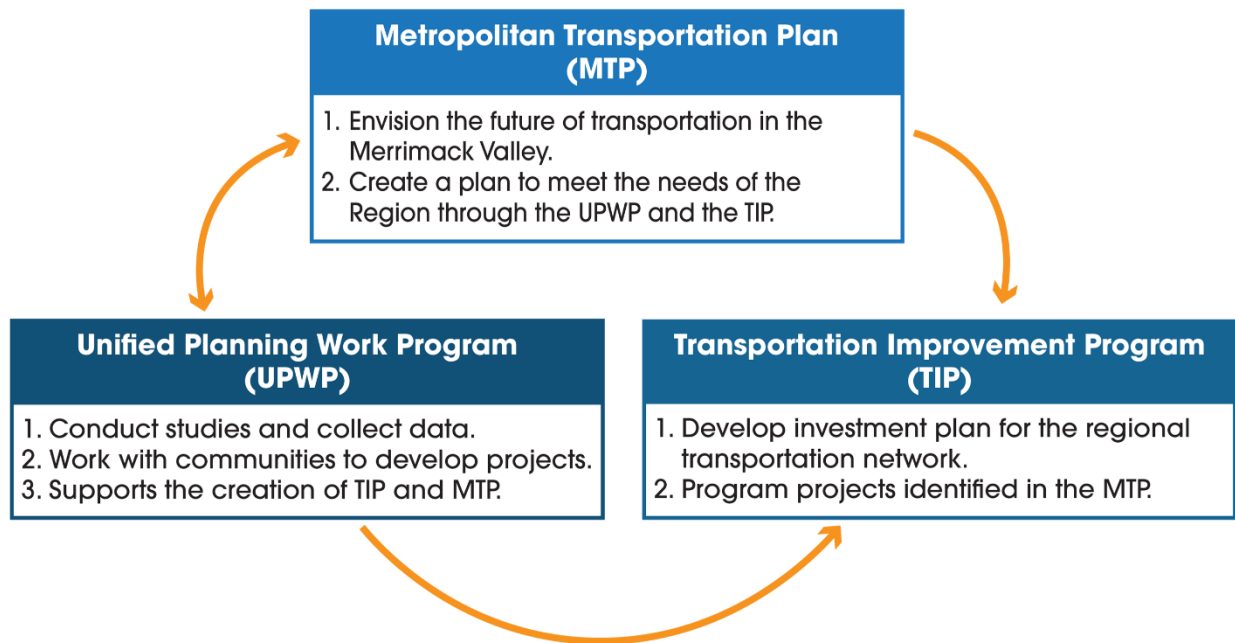 Metropolitan Transportation Plan
(MTP)
1. Envision the future of transportation in the
Merrimack Valley.
2. Create a plan to meet the needs of the
Region through the UPWP and the TIP.
Unified Planning Work Program
(UPWP)
1. Conduct studies and collect data.
2. Work with communities to develop projects.
3. Supports the creation of TIP and MTP.
Transportation Improvement Program
(TIP)
1. Develop investment plan for the regional
transportation network.
2. Program projects identified in the MTP.